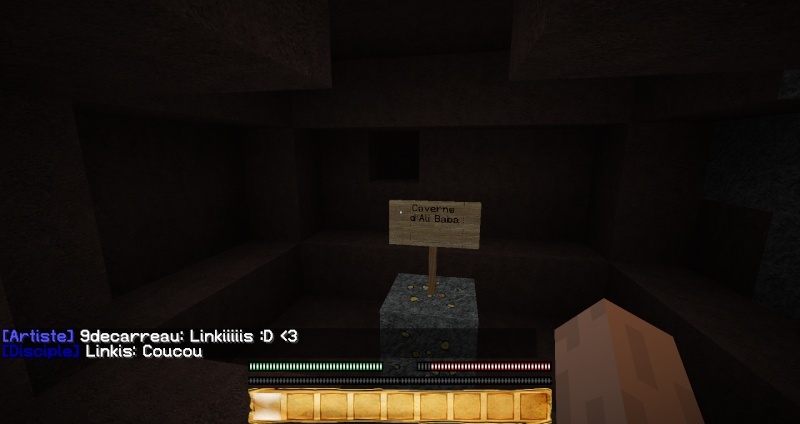 Caverne
d'Ali Baba
[Artiste] 9decarreau: Linkiiiiis :D <3
[Disciple] Linkis: Coucou